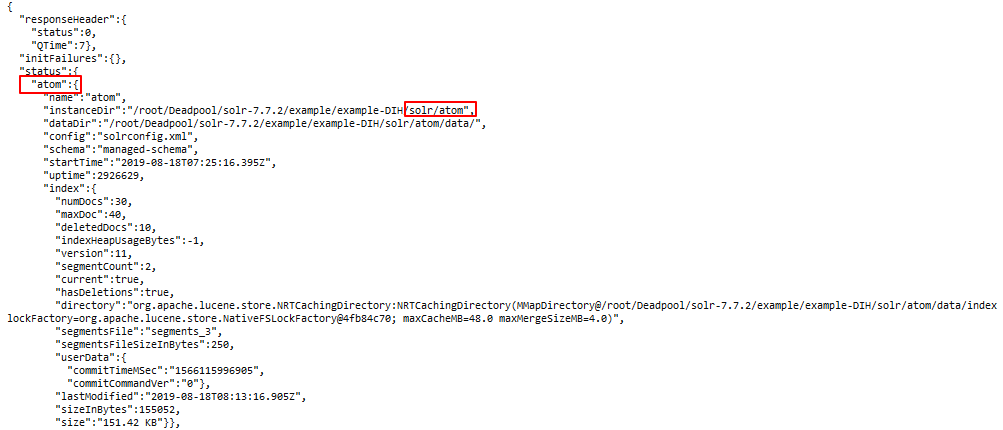 {
"responseHeader":{
"status":0,
"QTime":7},
"initFailures":{},
"status":{
"atom":{
"name":"atom",
"instanceDir":"/root/Deadpool/solr-7.7.2/example/example-DIH/solr/atom",
"dataDir":"/root/Deadpool/solr-7.7.2/example/example-DIH/solr/atom/data/",
"config":"solrconfig.xml",
"schema":"managed-schema",
"startTime":"2019-08-18T07:25:16.395Z",
"uptime":2926629,
"index":{
"numDocs":30,
"maxDoc":40,
"deletedDocs":10,
"indexHeapUsageBytes":-1,
"version":11,
"segmentCount":2,
"current":true,
"hasDeletions":true,
"directory":"org.apache.lucene.store.NRTCachingDirectory:NRTCachingDirectory(MMapDirectory@/root/Deadpool/solr-7.7.2/example/example-DIH/solr/atom/data/index
lockFactory=org.apache.lucene.store.NativeFSLockFactory@4fb84c70; maxCacheMB=48.0 maxMergeSizeMB=4.0)",
"segmentsFile":"segments_3",
"segmentsFileSizeInBytes":250,
"userData":{
"commitTimeMSec":"1566115996905",
"commitCommandVer":"0"},
"lastModified":"2019-08-18T08:13:16.905Z",
"sizeInBytes":155052,
"size":"151.42 KB"}},